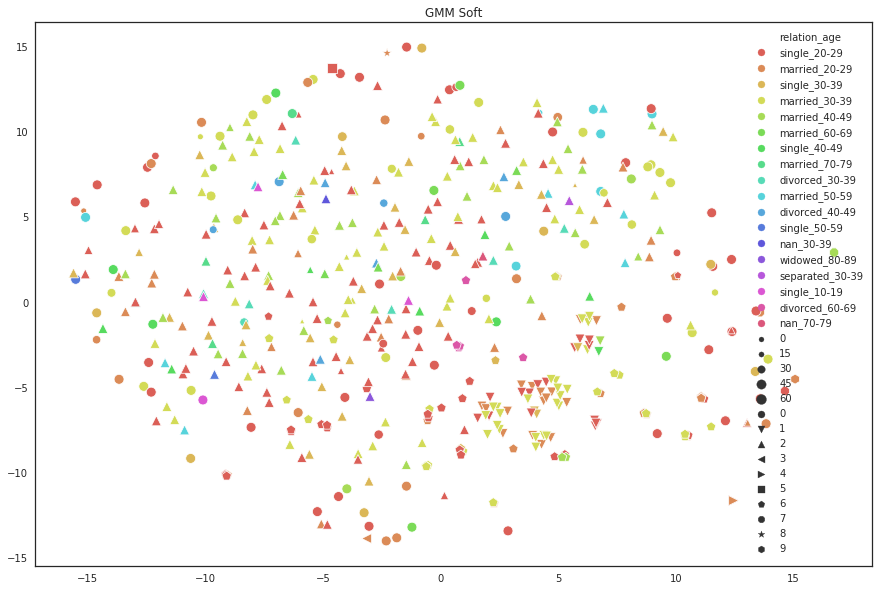 GMM Soft
15
10
5
0
−5
−10
−15
−15
−10
−5
0
5
10
15
relation_age
single_20-29
married_20-29
single_30-39
married_30-39
married_40-49
married_60-69
single_40-49
married_70-79
divorced_30-39
married_50-59
divorced_40-49
single_50-59
nan_30-39
widowed_80-89
separated_30-39
single_10-19
divorced_60-69
nan_70-79
0
15
30
45
60
0
1
2
3
4
5
6
7
8
9